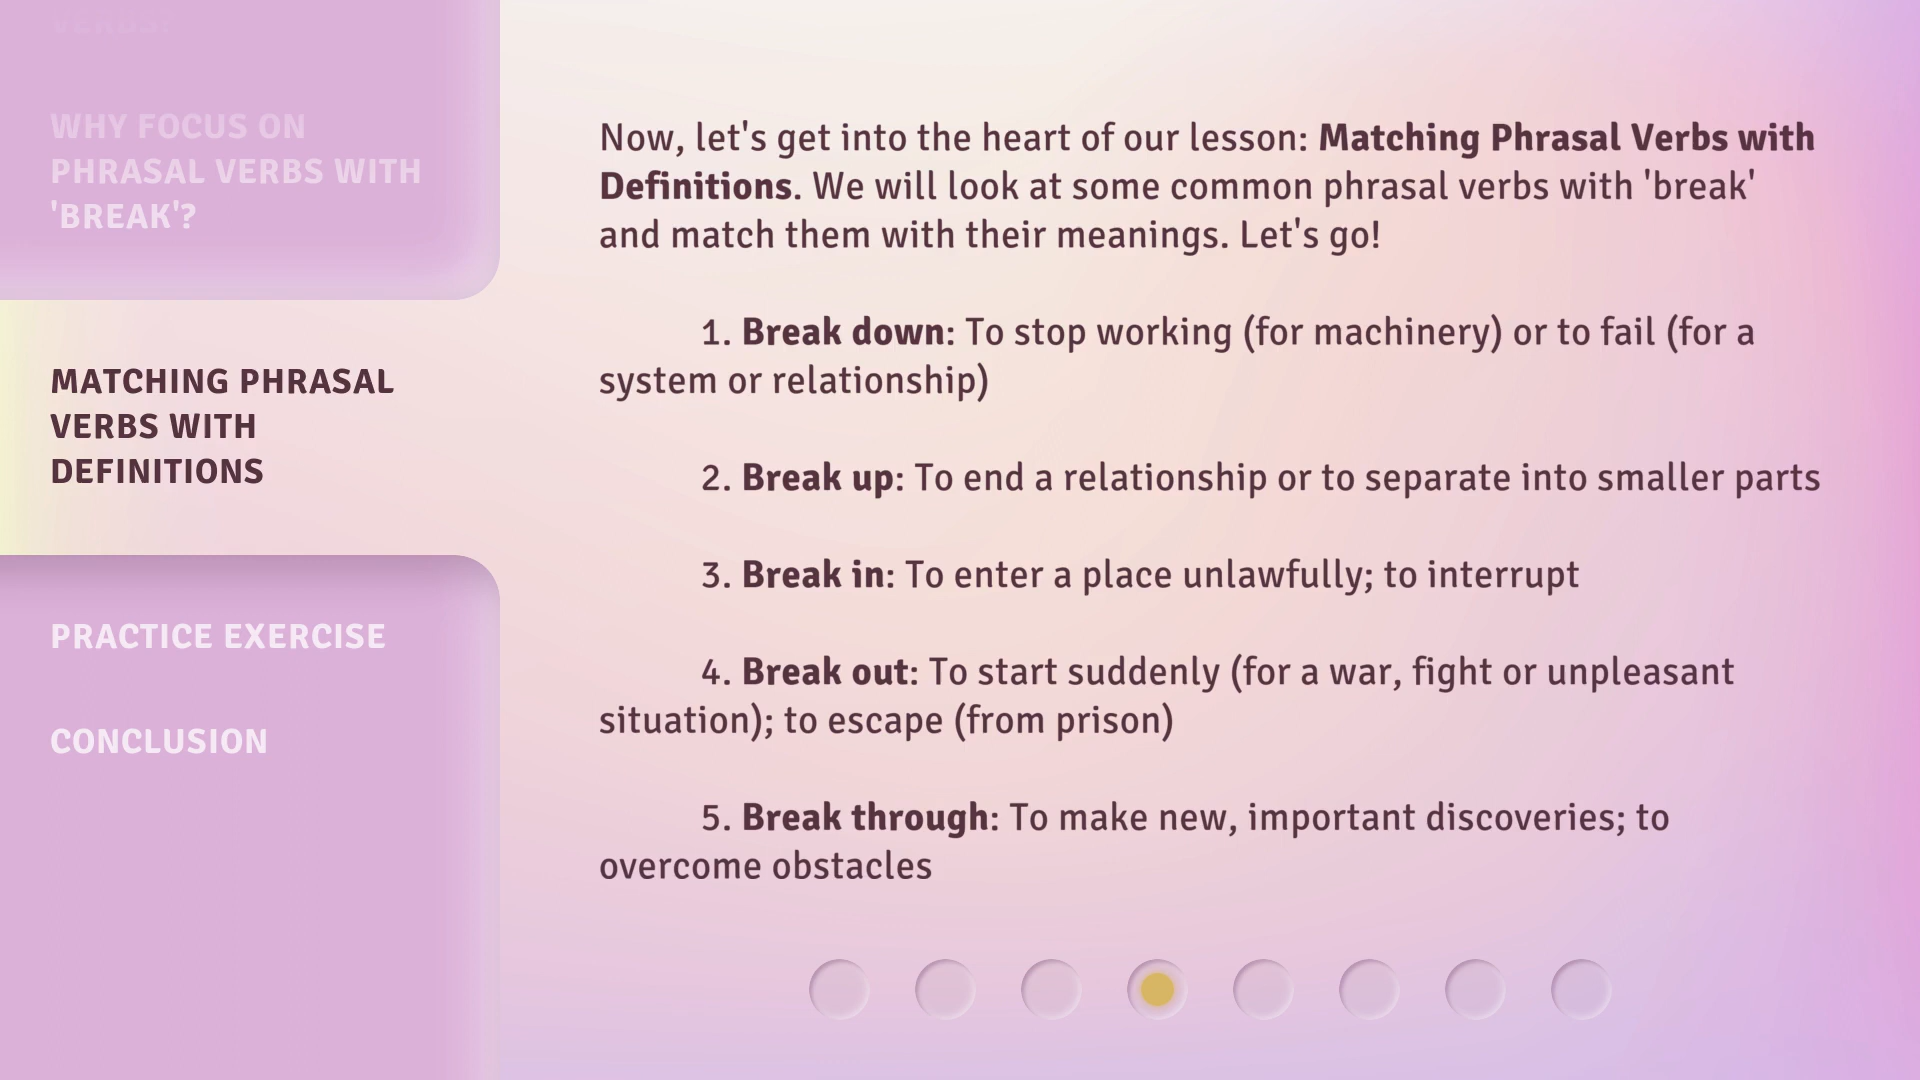 VERBS?
WHY FOCUS ON
PHRASAL VERBS WITH
'BREAK'?
MATCHING PHRASAL
VERBS WITH
DEFINITIONS
PRACTICE EXERCISE
CONCLUSION
Now, let's get into the heart of our lesson: Matching Phrasal Verbs with
Definitions. We will look at some common phrasal verbs with 'break'
and match them with their meanings. Let's go!
1. Break down: To stop working (for machinery) or to fail (for a
system or relationship)
2. Break up: To end a relationship or to separate into smaller parts
3. Break in: To enter a place unlawfully; to interrupt
4. Break out: To start suddenly (for a war, fight or unpleasant
situation); to escape (from prison)
5. Break through: To make new, important discoveries; to
overcome obstacles